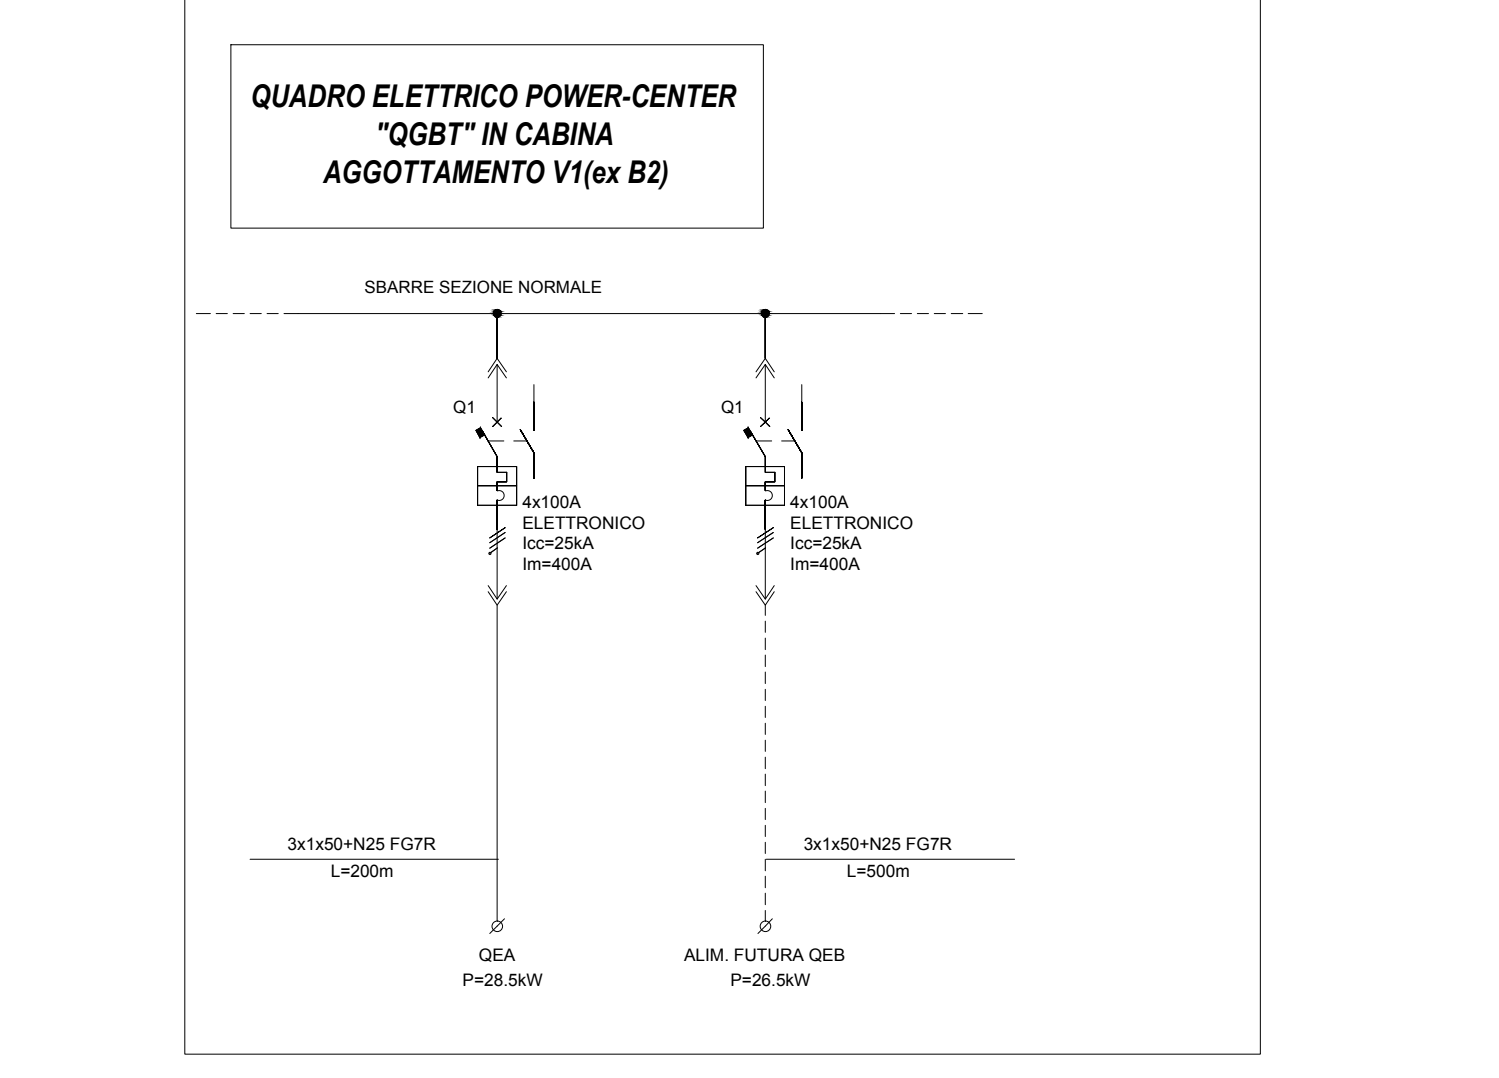 QUADRO ELETTRICO POWER-CENTER
"QGBT" IN CABINA
AGGOTTAMENTO V1(ex B2)
SBARRE SEZIONE NORMALE
Q1
4x100A
ELETTRONICO
Icc=25kA
Im=400A
Q1
4x100A
ELETTRONICO
Icc=25kA
Im=400A
3x1x50+N25 FG7R
L=200m
3x1x50+N25 FG7R
L=500m
QEA
P=28.5kW
ALIM. FUTURA QEB
P=26.5kW